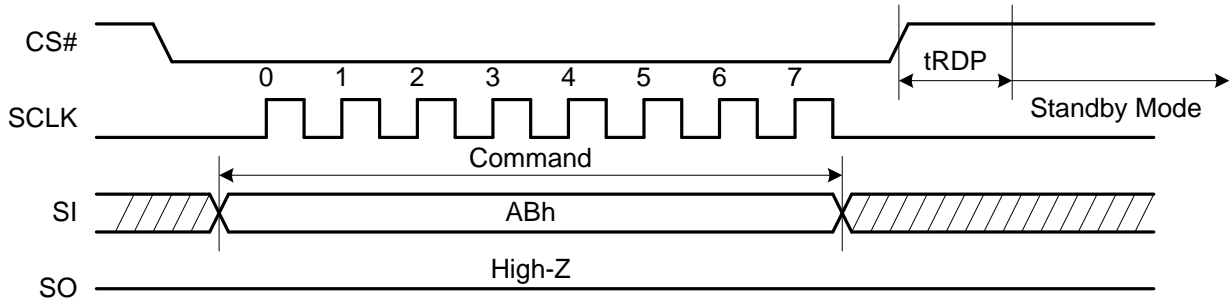 CS#
tRDP
0 1 2 3 4 5 6 7
Standby Mode
SCLK
Command
SI
ABh
High-Z
SO